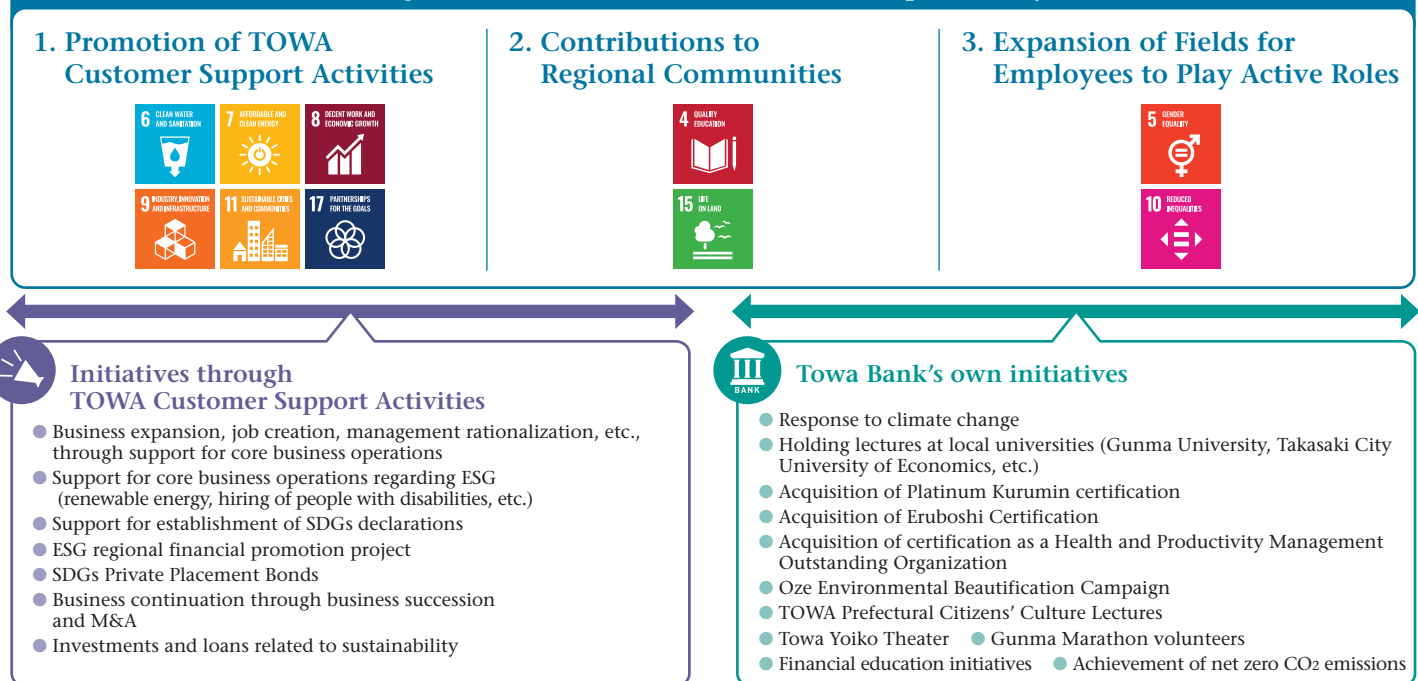 1. Promotion of TOWA
Customer Support Activities
6 CLEAN WATER
AND SANITATION
7 AFFORDABLE AND
CLEAN ENERGY
8 DECENT WORK AND
ECONOMIC GROWTH
9 INDUSTRY, INNOVATION
AND INFRASTRUCTURE
11 SUSTAINABLE CITIES
AND COMMUNITIES
17 PARTNERSHIPS
FOR THE GOALS
2. Contributions to
Regional Communities
4 QUALITY
EDUCATION
15 LIFE
ON LAND
3. Expansion of Fields for
Employees to Play Active Roles
5 GENDER
EQUALITY
10 REDUCED
INEQUALITIES
Initiatives through
TOWA Customer Support Activities
● Business expansion, job creation, management rationalization, etc.,
through support for core business operations
● Support for core business operations regarding ESG
(renewable energy, hiring of people with disabilities, etc.)
● Support for establishment of SDGs declarations
● ESG regional financial promotion project
● SDGs Private Placement Bonds
● Business continuation through business succession
and M&A
● Investments and loans related to sustainability
BANK
Towa Bank's own initiatives
● Response to climate change
● Holding lectures at local universities (Gunma University, Takasaki City
University of Economics, etc.)
● Acquisition of Platinum Kurumin certification
● Acquisition of Eruboshi Certification
● Acquisition of certification as a Health and Productivity Management
Outstanding Organization
● Oze Environmental Beautification Campaign
● TOWA Prefectural Citizens' Culture Lectures
● Towa Yoiko Theater ● Gunma Marathon volunteers
● Financial education initiatives ● Achievement of net zero CO2 emissions